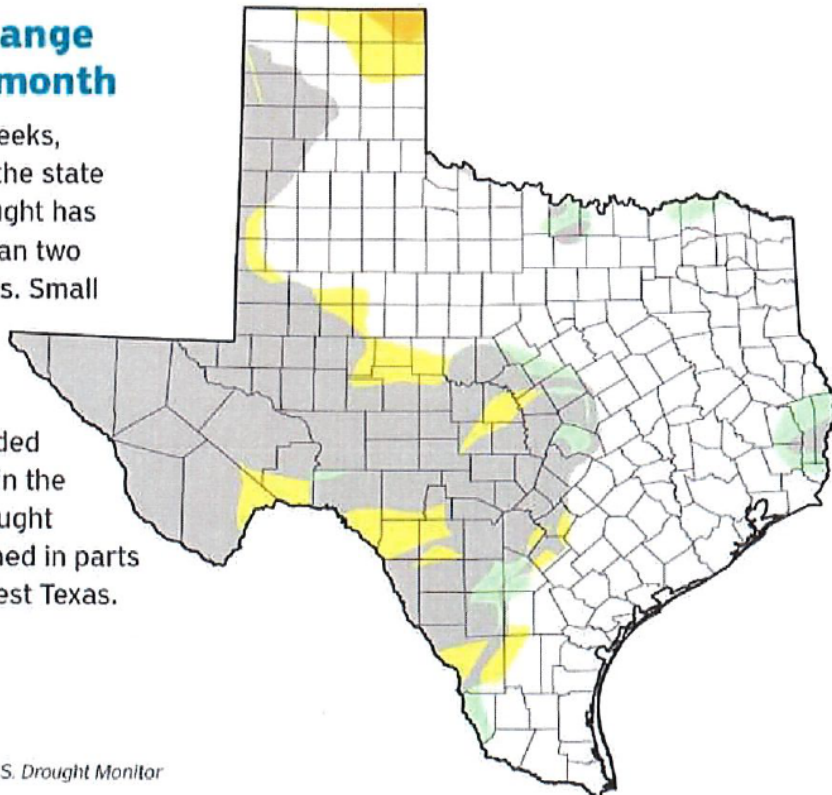 ange
month
eeks,
the state
ught has
an two
s. Small
ded
in the
ught
ned in parts
est Texas.
S. Drought Monitor